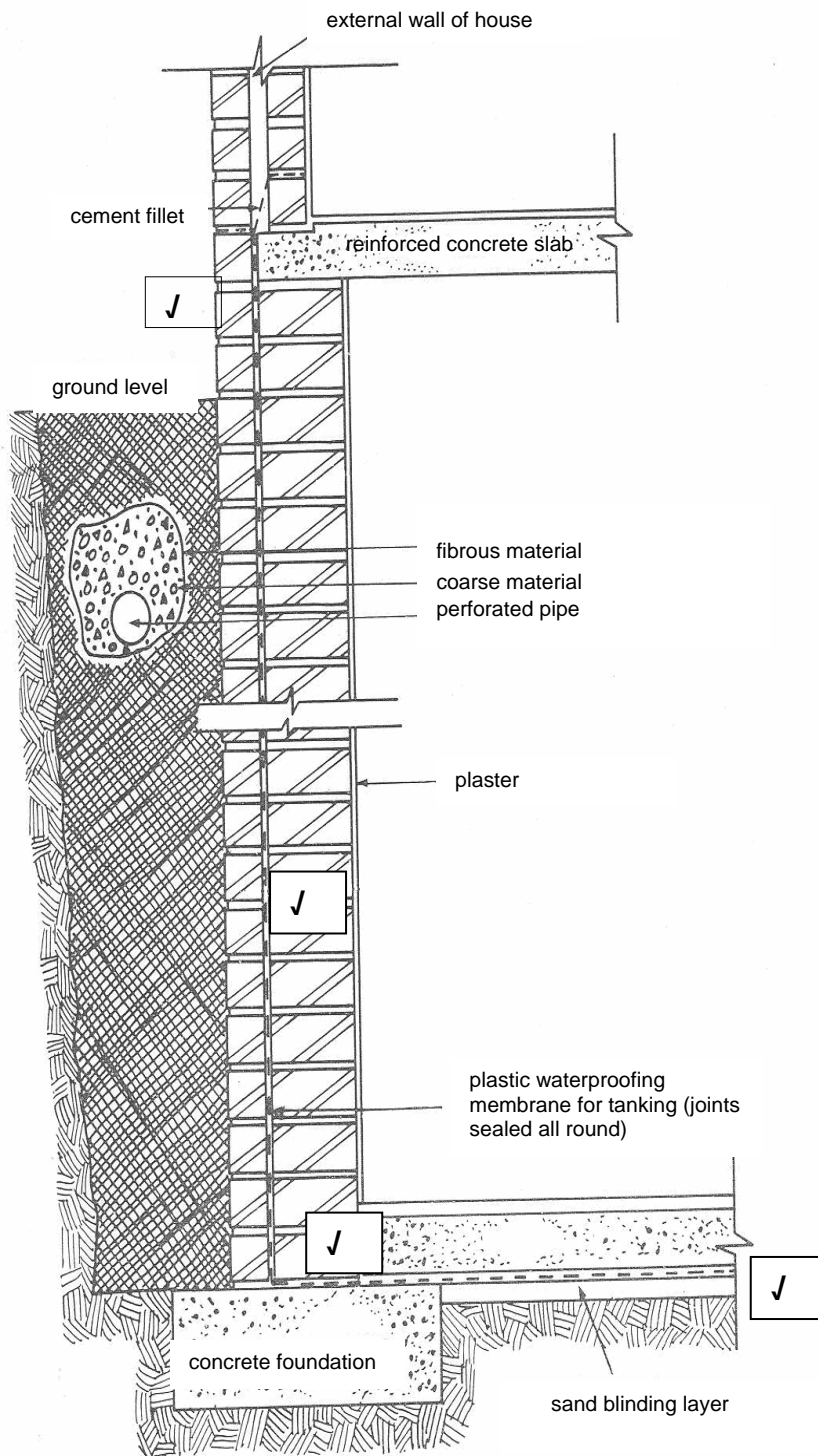 external wall of house
cement fillet
reinforced concrete slab
√
ground level
fibrous material
coarse material
perforated pipe
plaster
√
plastic waterproofing
membrane for tanking (joints
sealed all round)
√
√
concrete foundation
sand blinding layer